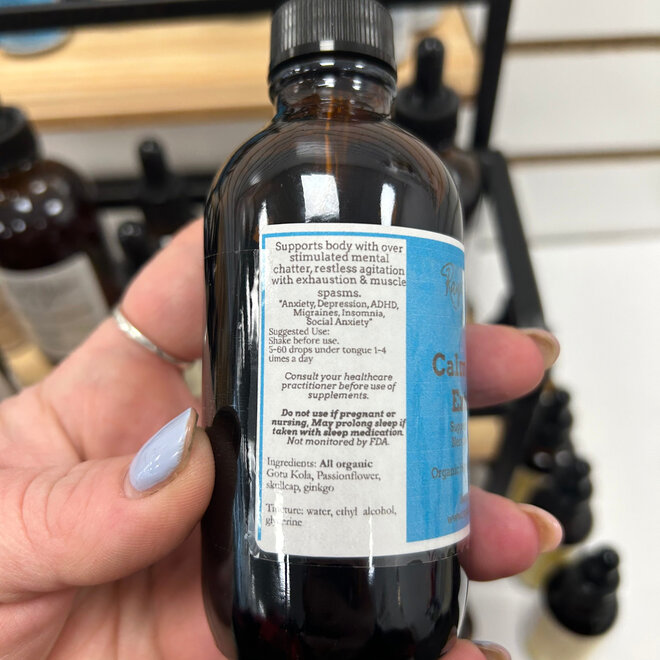 Supports body with over
stimulated mental
chatter, restless agitation
with exhaustion & muscle
spasms.
"Anxiety, Depression, ADHD,
Migraines, Insomnia,
Social Anxiety"
Suggested Use:
Shake before use.
5-60 drops under tongue 1-4
times a day
Consult your healthcare
practitioner before use of
supplements.
Do not use if pregnant or
nursing, May prolong sleep if
taken with sleep medication.
Not monitored by FDA.
Ingredients: All organic
Gotu Kola, Passionflower,
skullcap, ginkgo
Tincture: water, ethyl alcohol,
glycerine
Calm
Organic